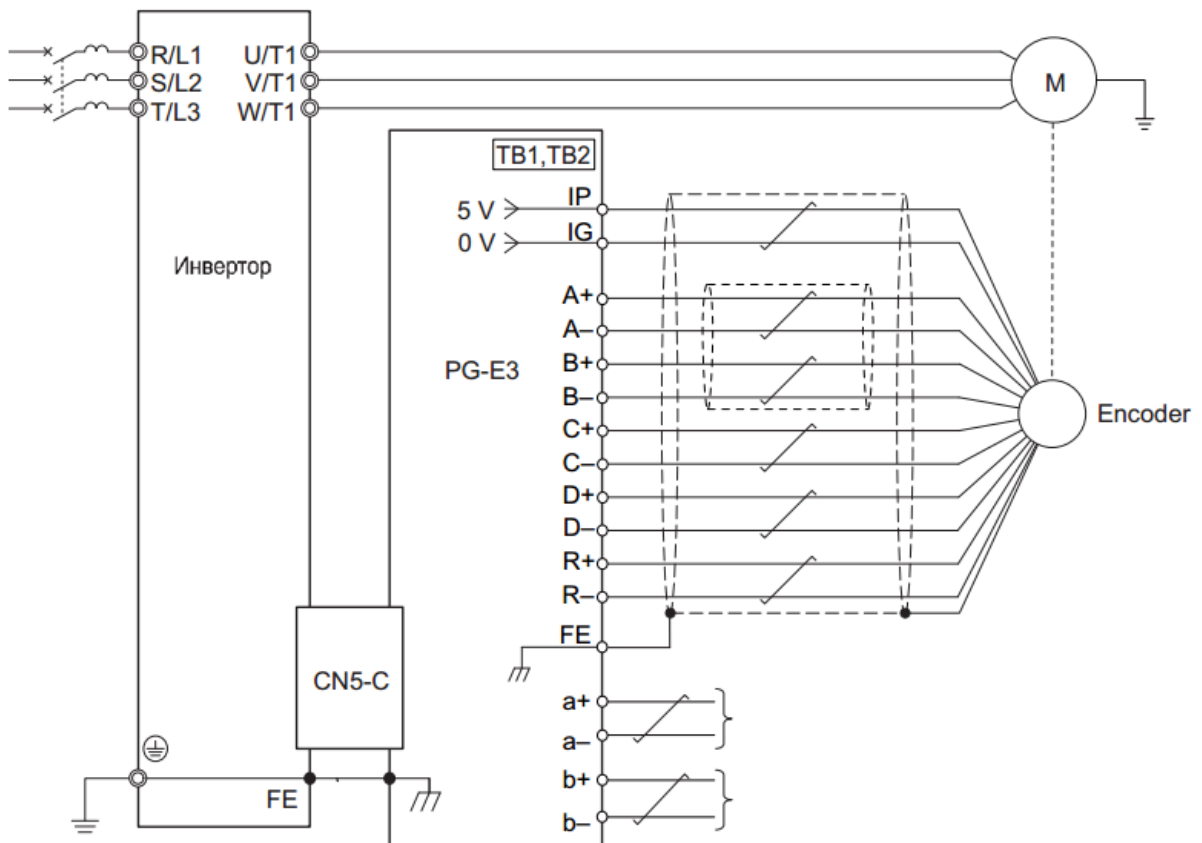 R/L1 U/T1
S/L2 V/T1
T/L3 W/T1
M
TB1,TB2
5 V IP
0 V IG
Инвертор
A+
A–
PG-E3
B+
B–
Encoder
C+
C–
D+
D–
R+
R–
FE
CN5-C
a+
a–
b+
FE
b–